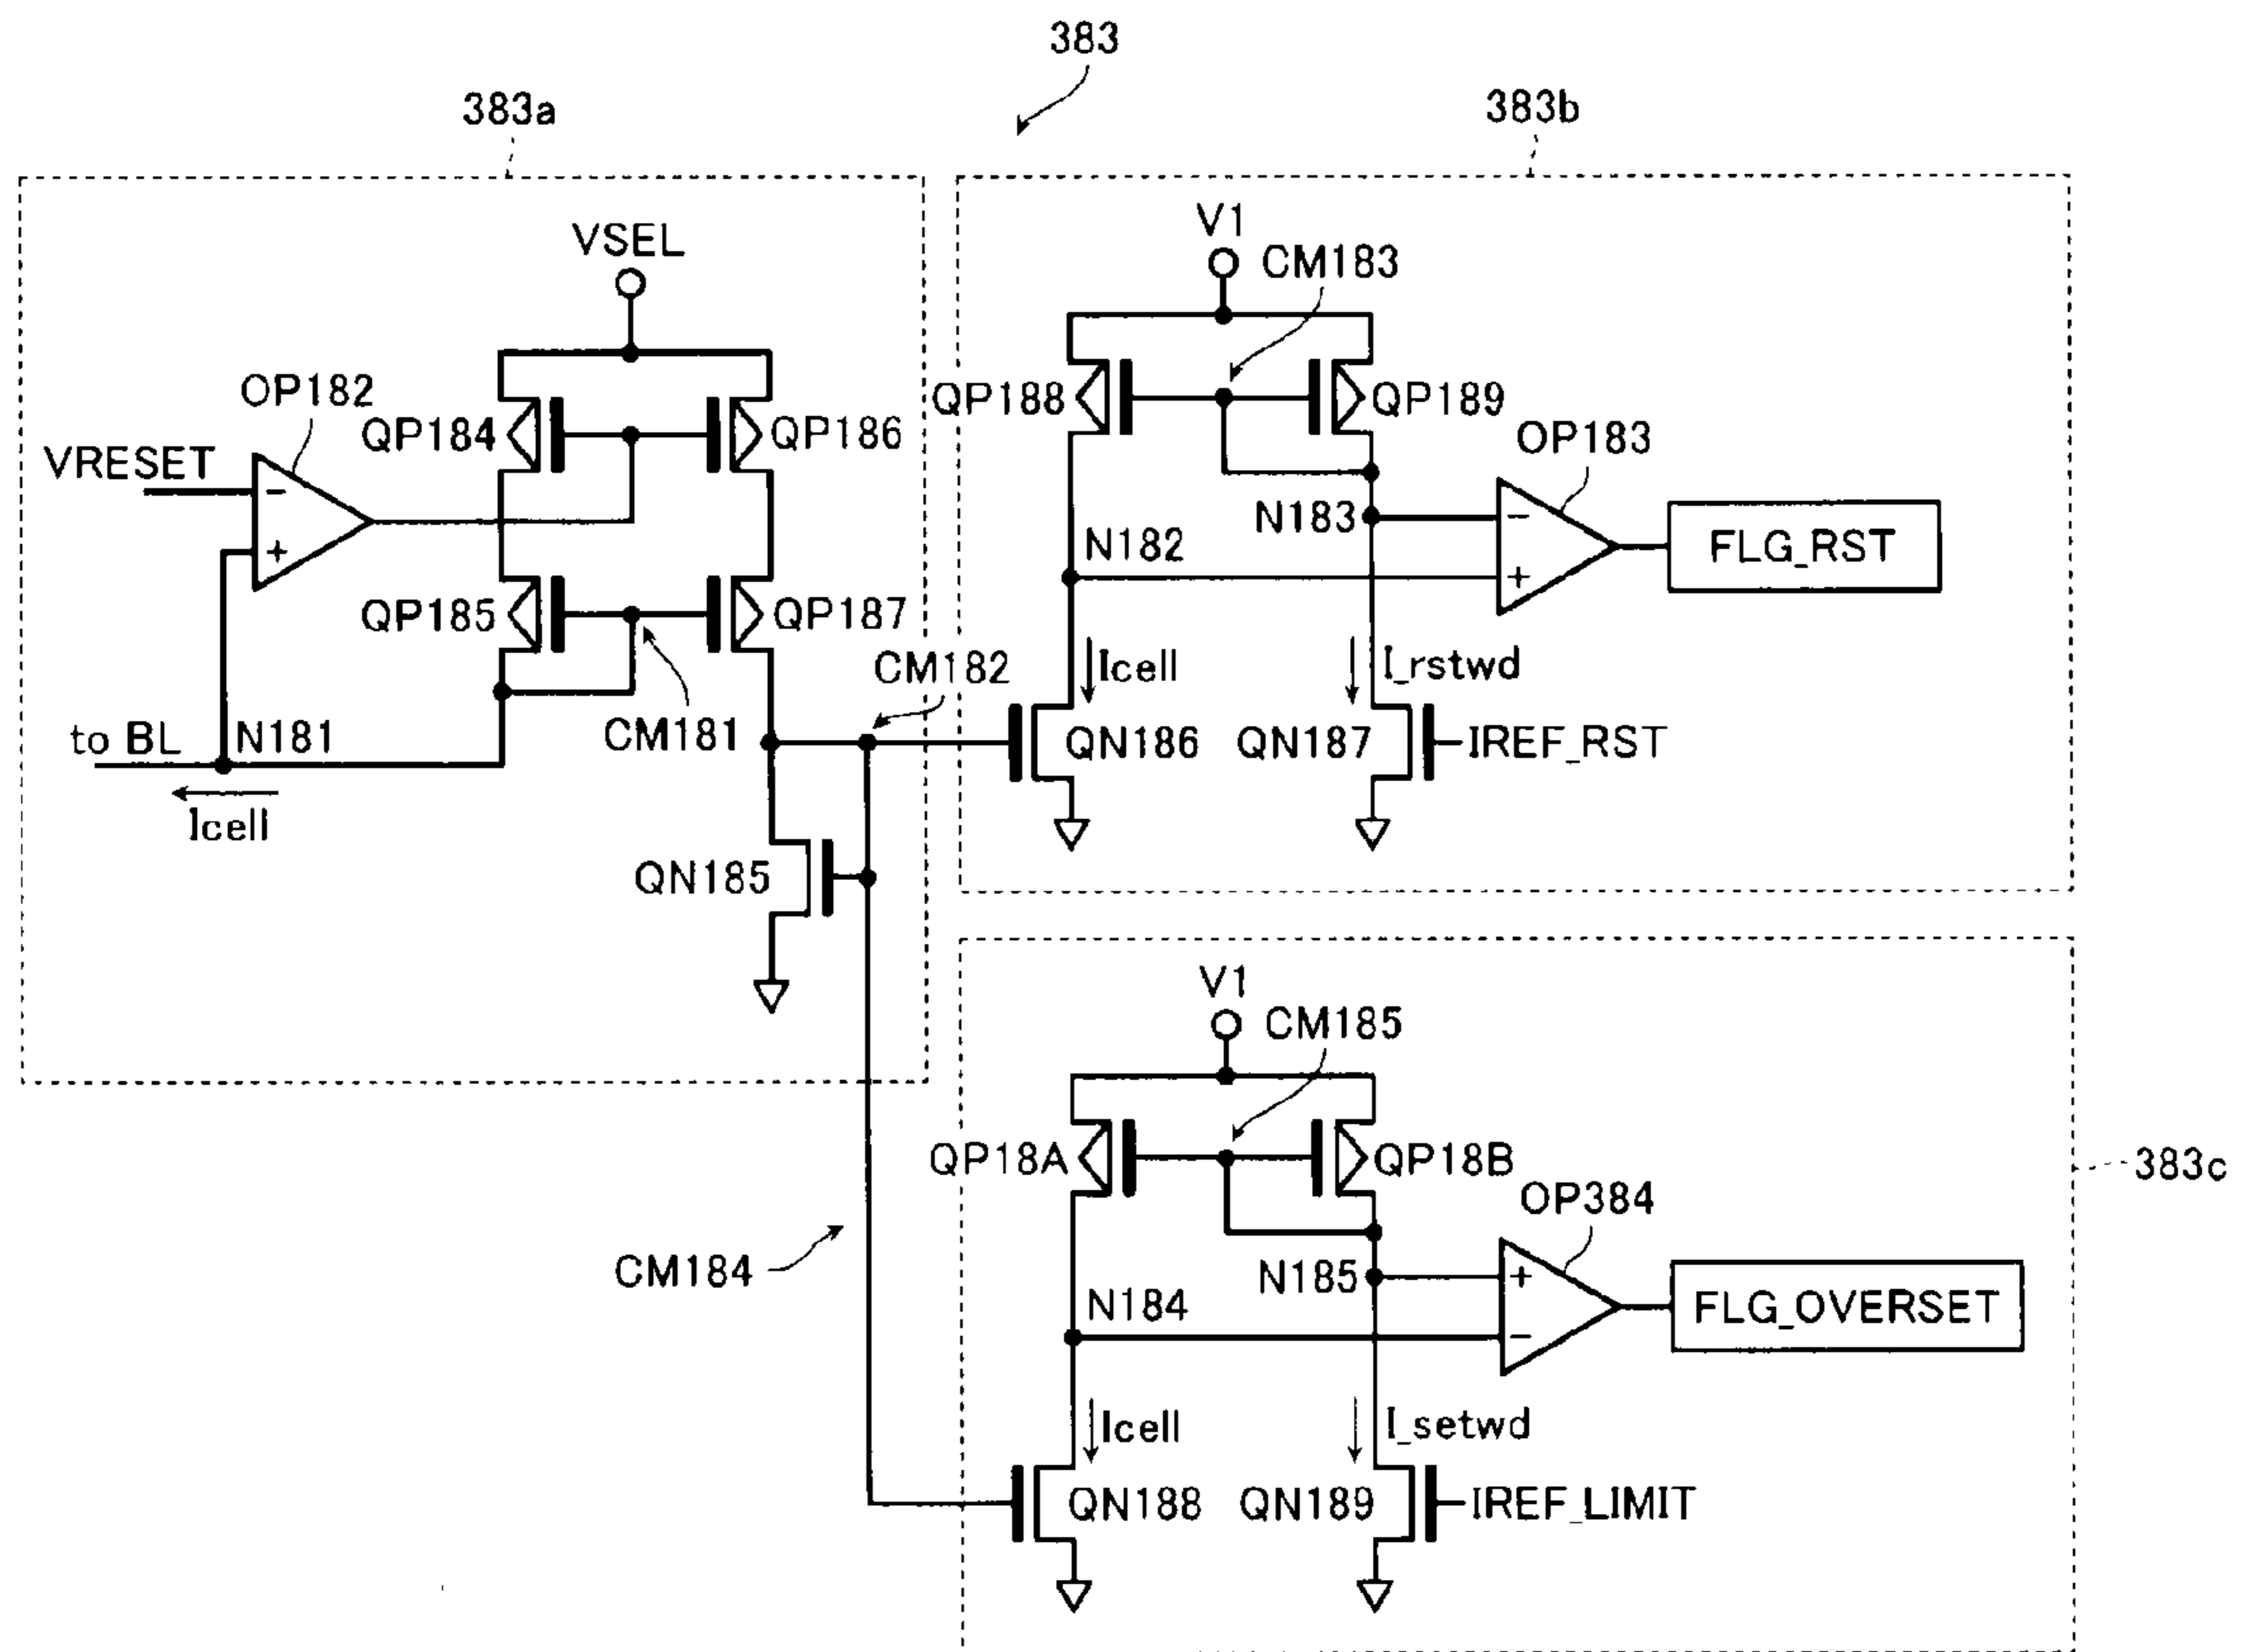 383
383a
383b
VSEL
OP182
VRESET
−
+
QP184
QP186
QP185
QP187
CM181
CM182
to BL
N181
Icell
QN185
V1
CM183
QP188
QP189
OP183
N183
N182
−
+
FLG_RST
Icell
I_rstwd
QN186
QN187
IREF_RST
CM184
V1
CM185
QP18A
QP18B
383c
OP384
N185
N184
+
−
FLG_OVERSET
Icell
I_setwd
QN188
QN189
IREF_LIMIT